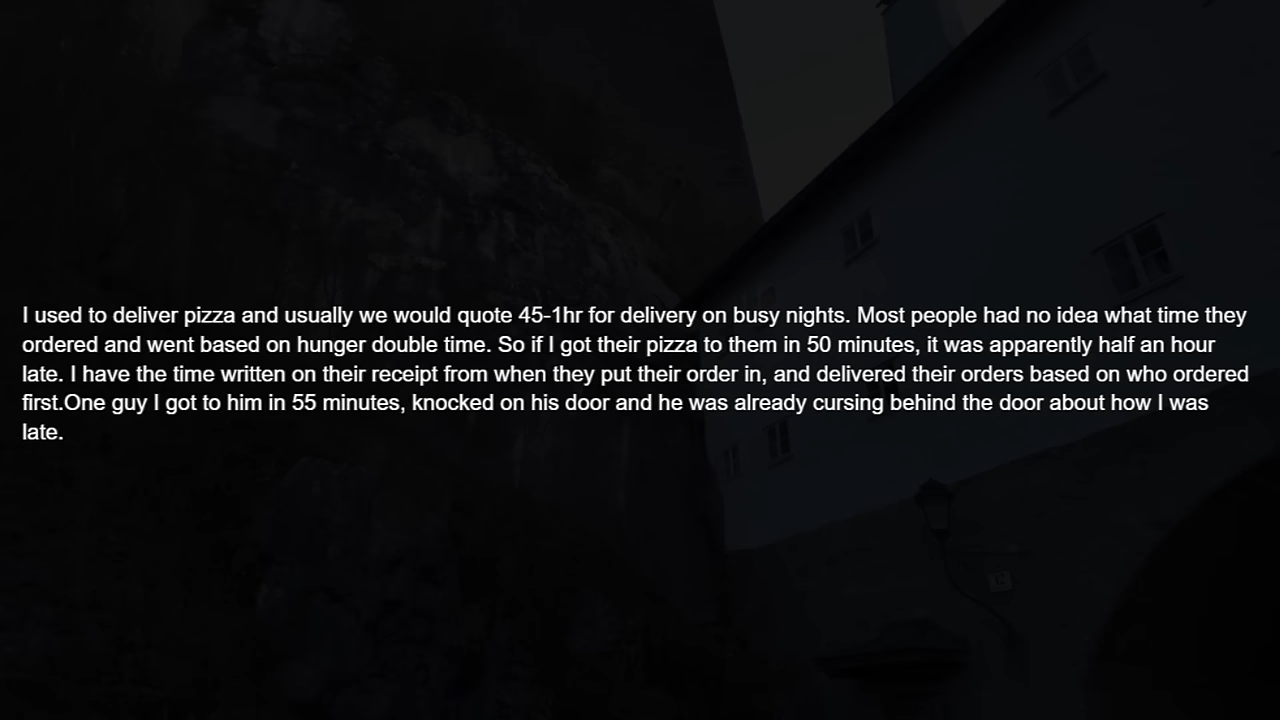 I used to deliver pizza and usually we would quote 45-1hr for delivery on busy nights. Most people had no idea what time they
ordered and went based on hunger double time. So if I got their pizza to them in 50 minutes, it was apparently half an hour
late. I have the time written on their receipt from when they put their order in, and delivered their orders based on who ordered
first.One guy I got to him in 55 minutes, knocked on his door and he was already cursing behind the door about how I was
late.
12